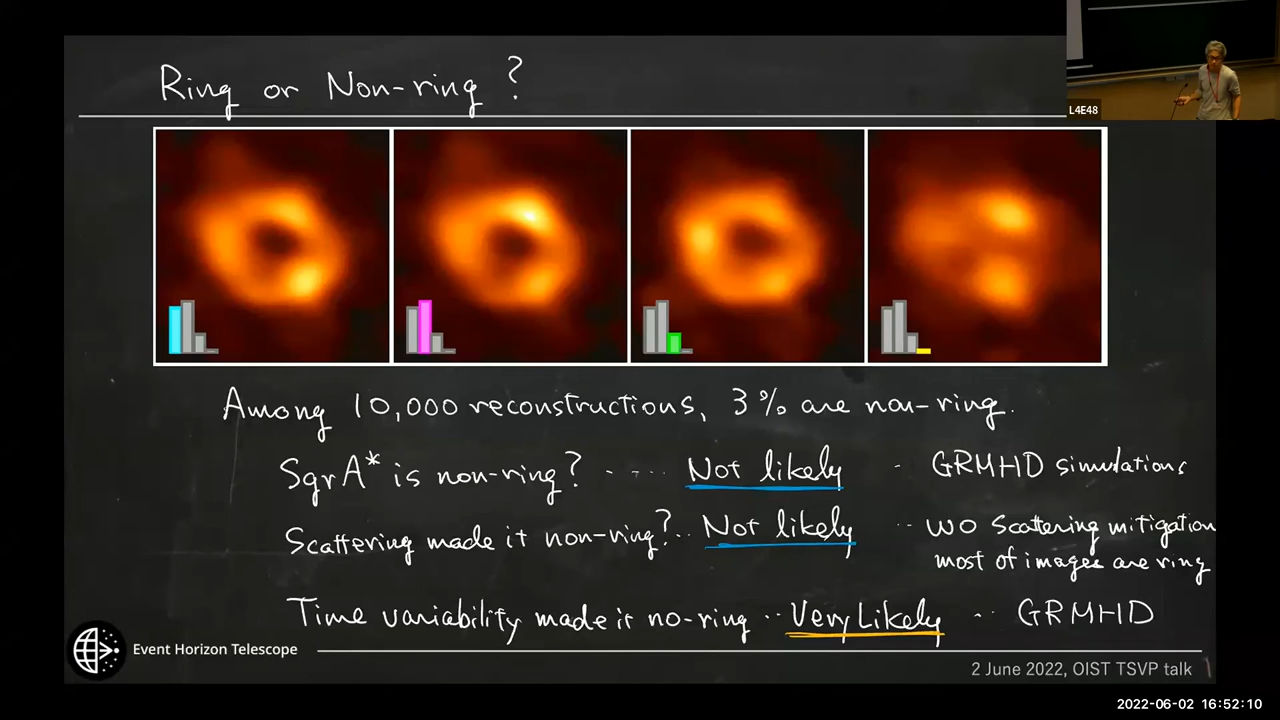 Ring or Non-ring ?
L4E48
Among 10,000 reconstructions, 3% are non-ring.
SgrA* is non-ring? ..... Not likely - GRMHD simulations
Scattering made it non-ring?.. Not likely .. wo scattering mitigation
most of images are ring
Time variability made it no-ring .. Very Likely .. GRMHD
Event Horizon Telescope
2 June 2022, OIST TSVP talk
2022-06-02 16:52:10